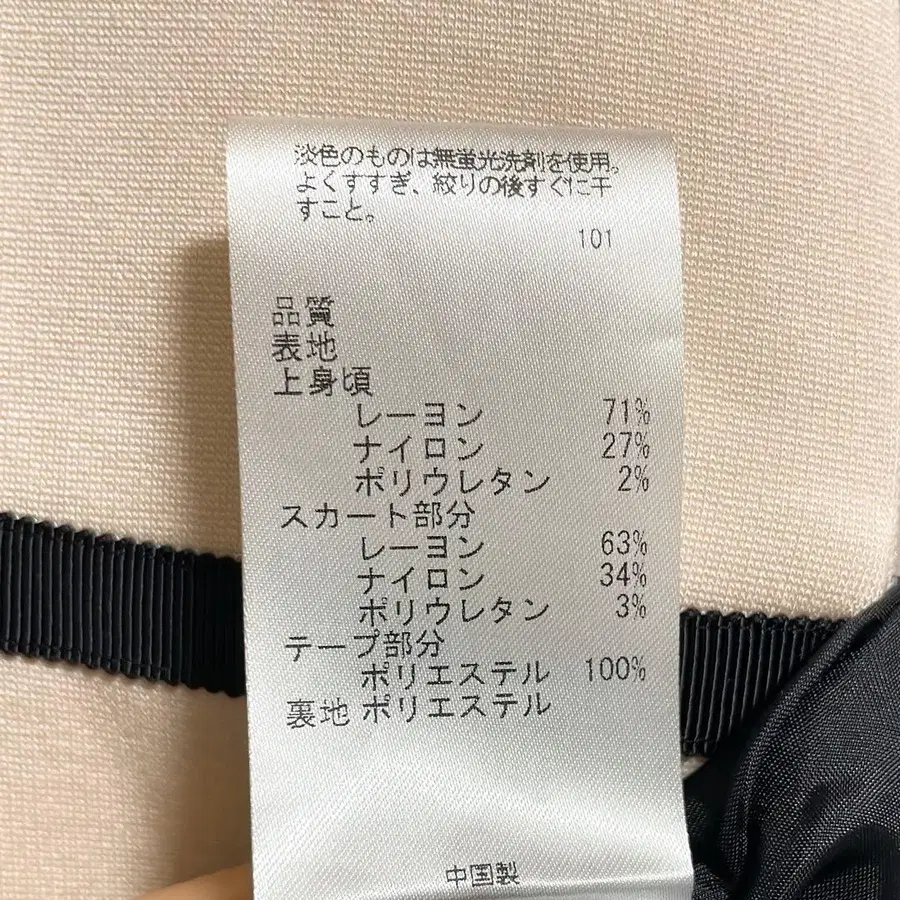 淡色のものは無蛍光洗剤を使用。
よくすすぎ、絞りの後すぐに干
すこと。
101
品質
表地
上身頃
レーヨン 71%
ナイロン 27%
ポリウレタン 2%
スカート部分
レーヨン 63%
ナイロン 34%
ポリウレタン 3%
テープ部分
ポリエステル 100%
裏地 ポリエステル
中国製